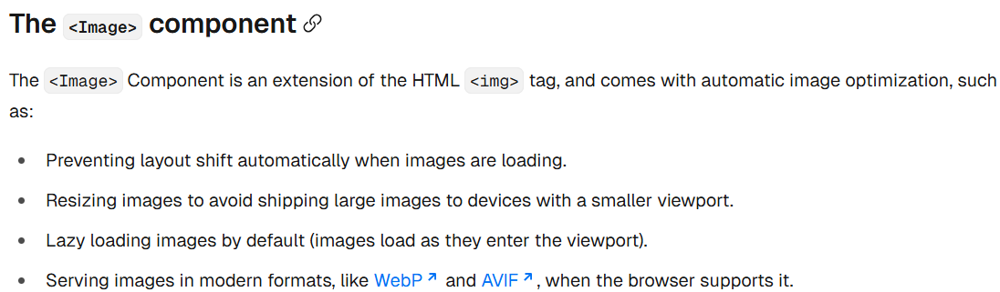 The <Image> component
The <Image> Component is an extension of the HTML <img> tag, and comes with automatic image optimization, such
as:
• Preventing layout shift automatically when images are loading.
• Resizing images to avoid shipping large images to devices with a smaller viewport.
• Lazy loading images by default (images load as they enter the viewport).
• Serving images in modern formats, like WebP↗ and AVIF↗, when the browser supports it.